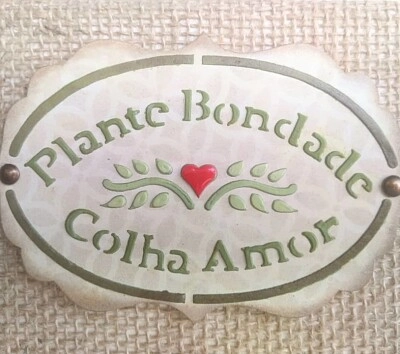 Plante Bondade
Colha Amor